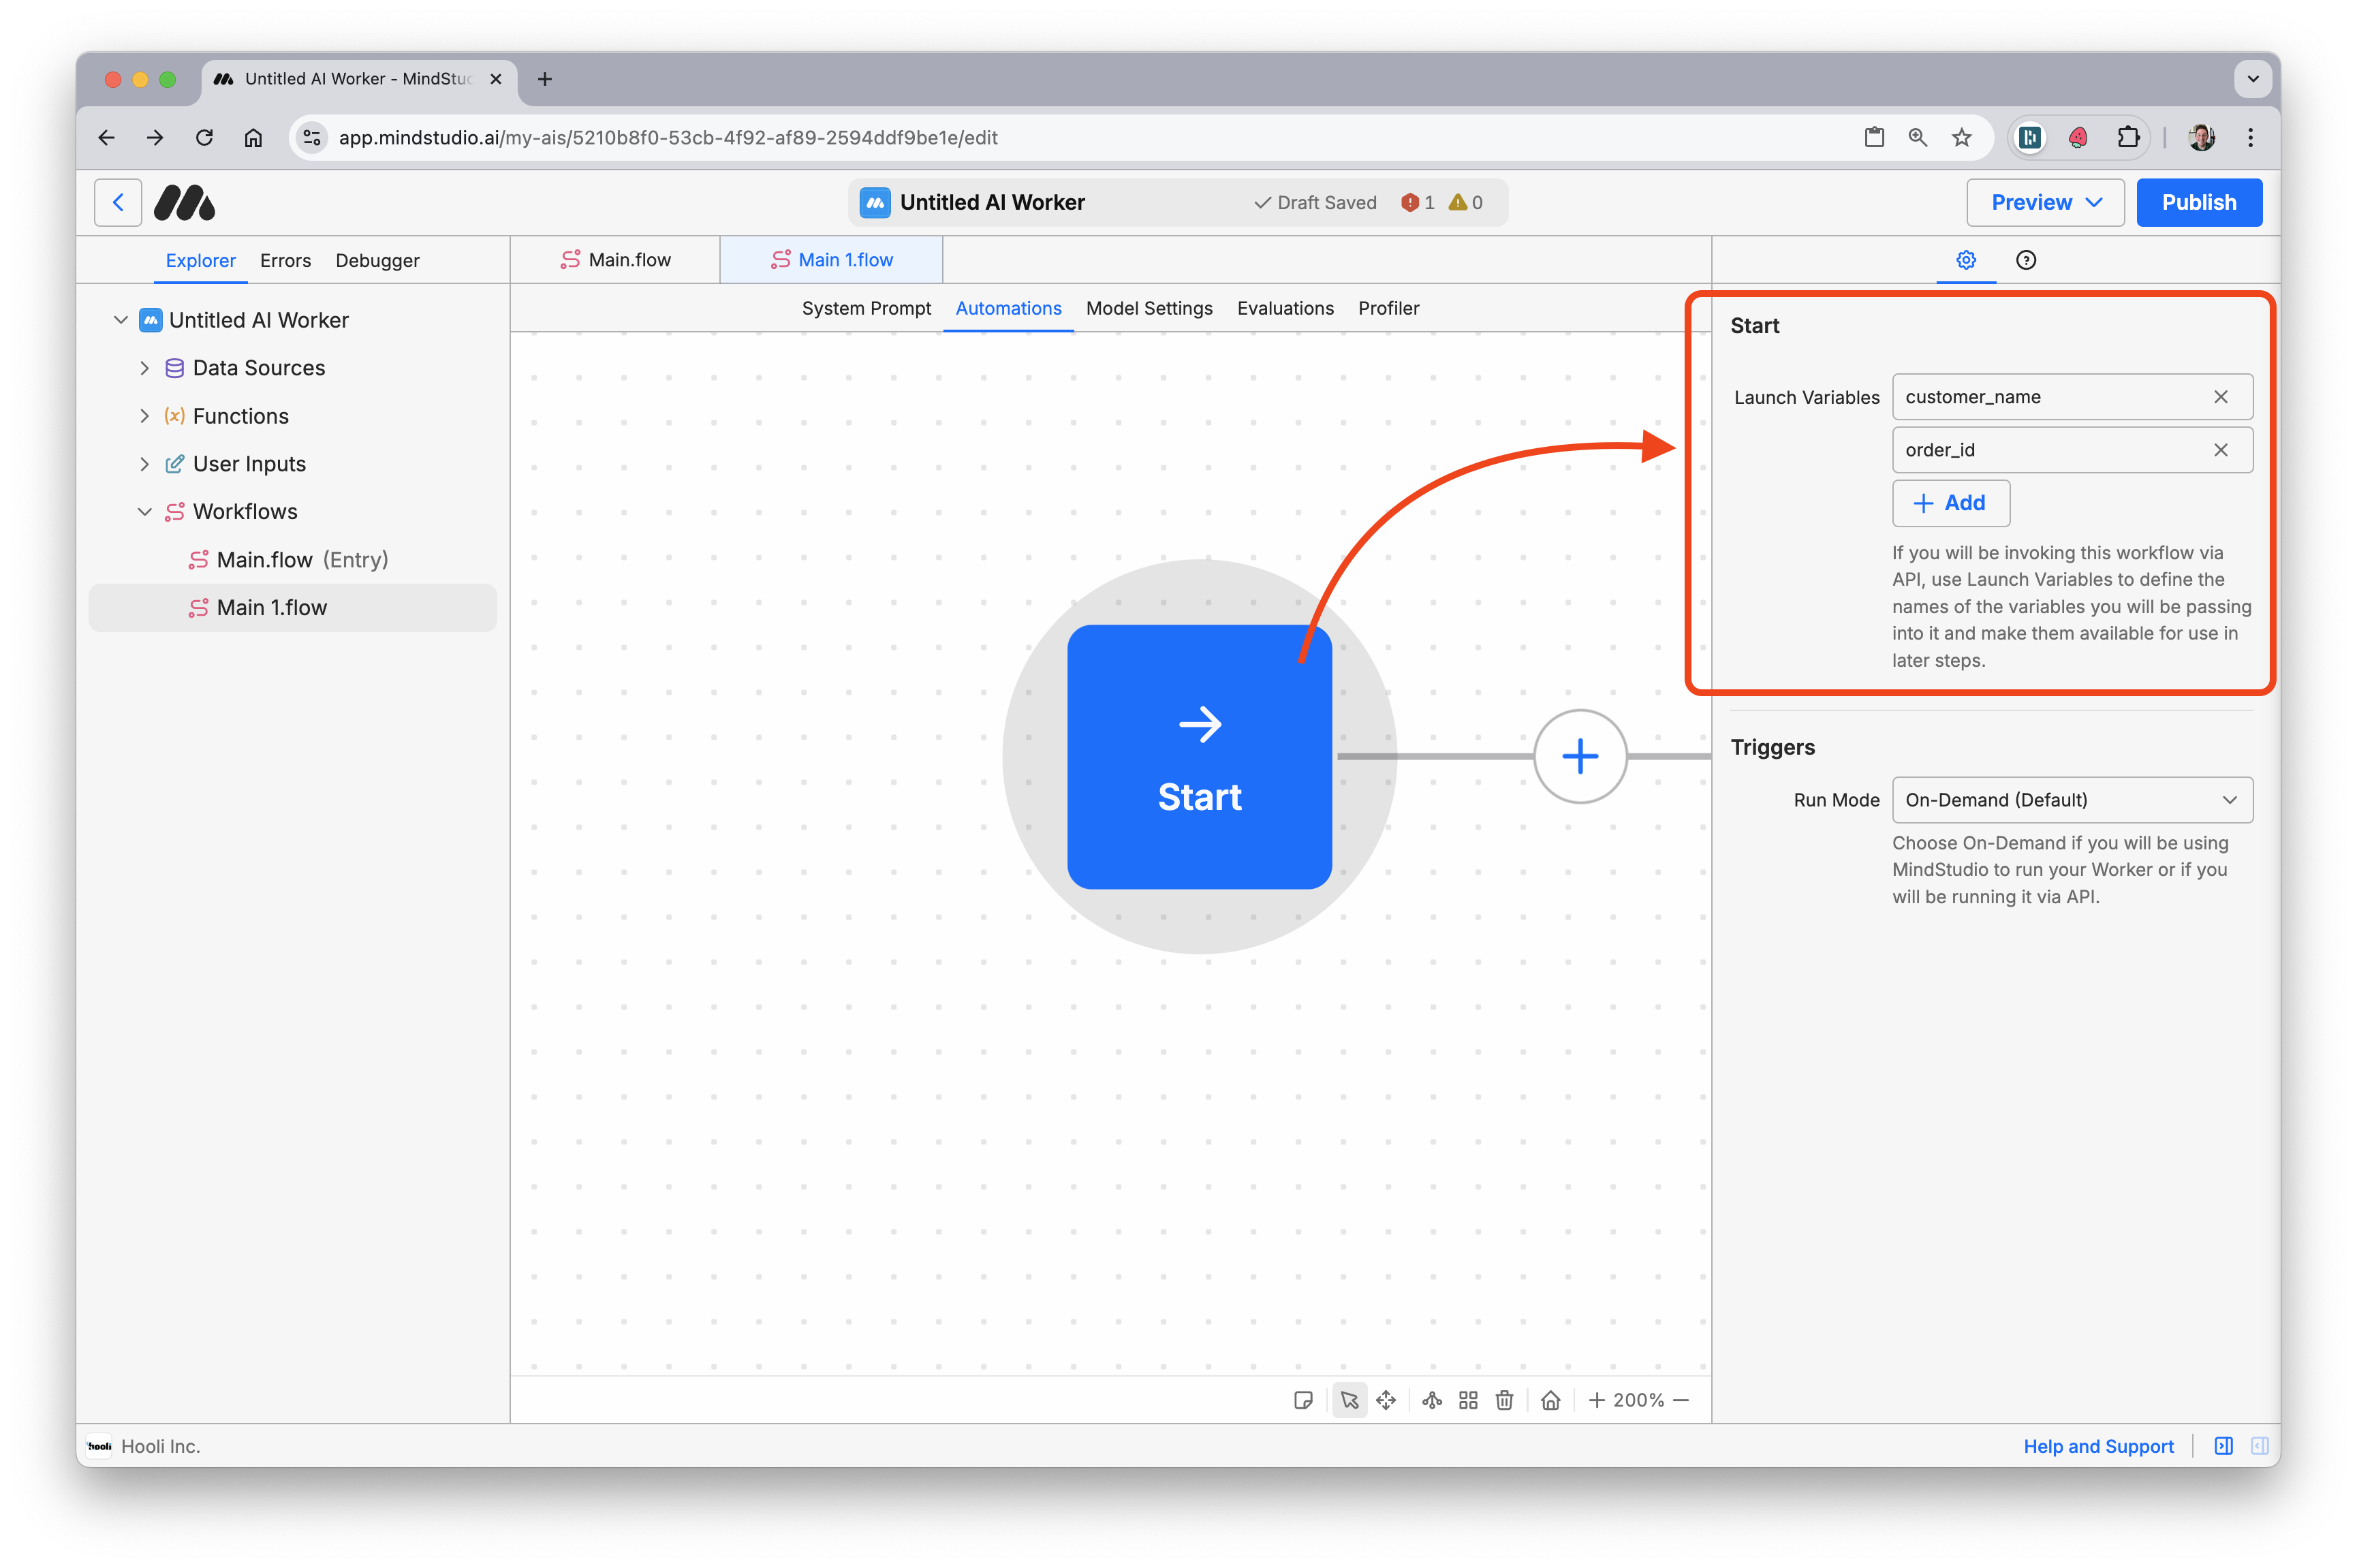 Untitled AI Worker - MindStu
app.mindstudio.ai/my-ais/5210b8f0-53cb-4f92-af89-2594ddf9be1e/edit
Untitled AI Worker
Draft Saved
1
0
Preview
Publish
Explorer
Errors
Debugger
Main.flow
Main 1.flow
System Prompt
Automations
Model Settings
Evaluations
Profiler
Untitled AI Worker
Data Sources
(x) Functions
User Inputs
Workflows
Main.flow (Entry)
Main 1.flow
Start
Start
Launch Variables
customer_name
order_id
+ Add
If you will be invoking this workflow via
API, use Launch Variables to define the
names of the variables you will be passing
into it and make them available for use in
later steps.
Triggers
Run Mode
On-Demand (Default)
Choose On-Demand if you will be using
MindStudio to run your Worker or if you
will be running it via API.
200%
hooli
Hooli Inc.
Help and Support